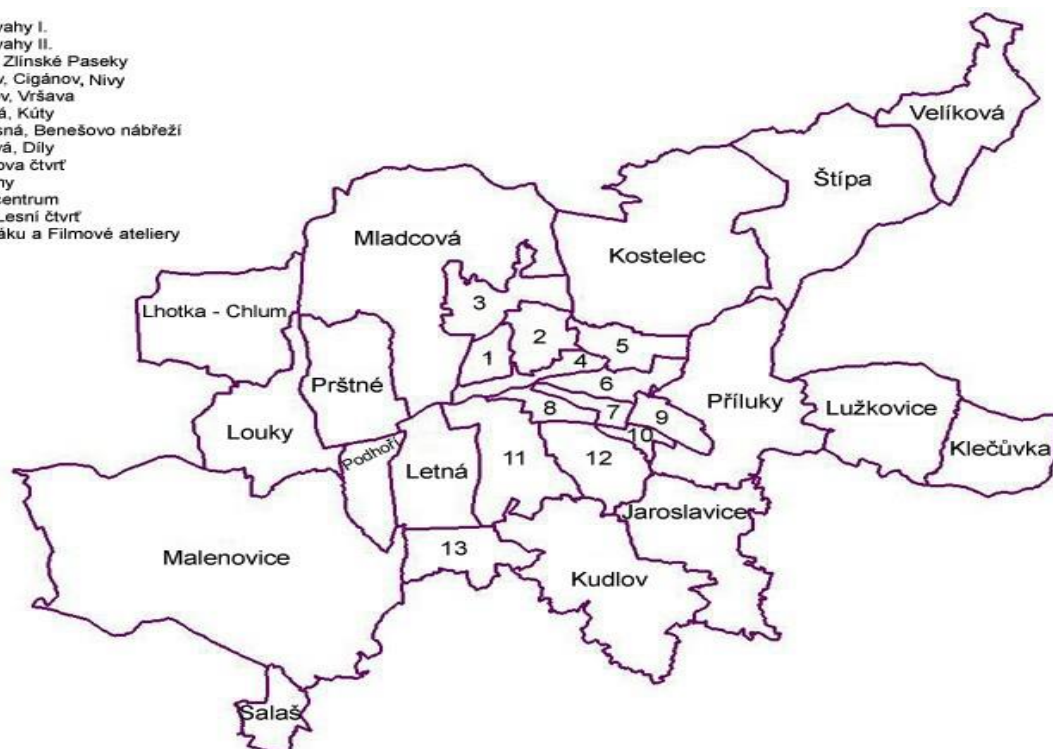 vahy I.
vahy II.
Zlínské Paseky
v, Cigánov, Nivy
ov, Vršava
á, Kúty
sná, Benešovo nábřeží
vá, Díly
ova čtvrť
ny
centrum
Lesní čtvrť
áku a Filmové ateliery
Velíková
Štípa
Mladcová
Kostelec
Lhotka - Chlum
3
2
5
1
4
Prštné
6
8
7
9
Příluky
Lužkovice
Louky
10
Podhoří
Letná
11
12
Klečůvka
Jaroslavice
13
Malenovice
Kudlov
Salaš